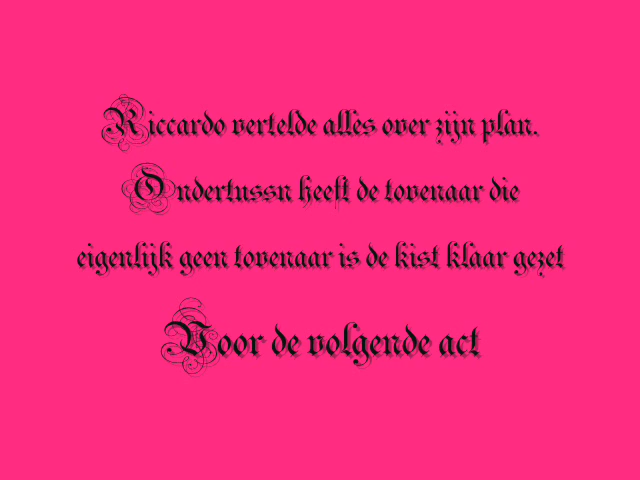 Riccardo vertelde alles over zijn plan.
Ondertussn heeft de tovenaar die
eigenlijk geen tovenaar is de kist klaar gezet
Voor de volgende act